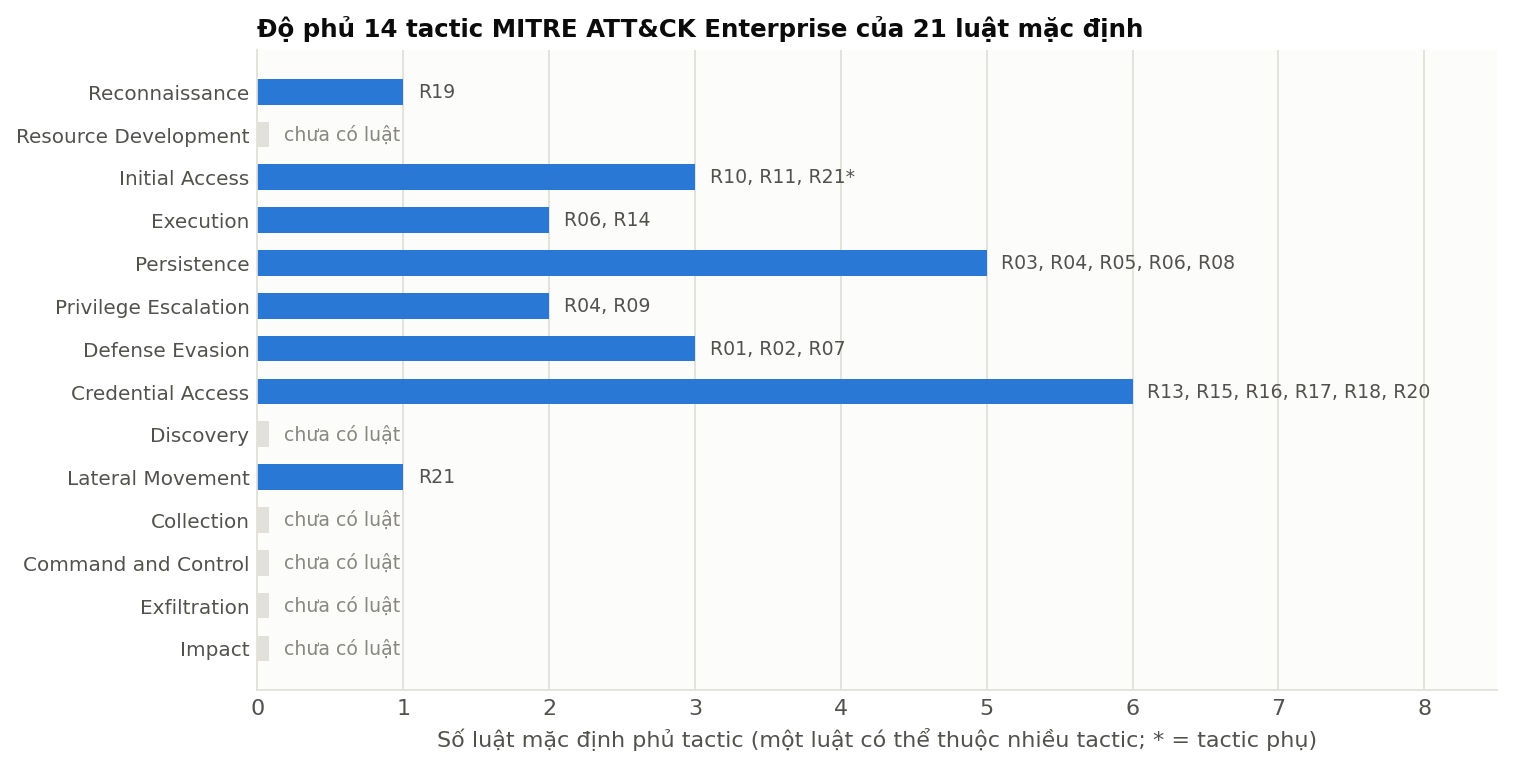 Độ phủ 14 tactic MITRE ATT&CK Enterprise của 21 luật mặc định
Reconnaissance R19
Resource Development chưa có luật
Initial Access R10, R11, R21*
Execution R06, R14
Persistence R03, R04, R05, R06, R08
Privilege Escalation R04, R09
Defense Evasion R01, R02, R07
Credential Access R13, R15, R16, R17, R18, R20
Discovery chưa có luật
Lateral Movement R21
Collection chưa có luật
Command and Control chưa có luật
Exfiltration chưa có luật
Impact chưa có luật
0 1 2 3 4 5 6 7 8
Số luật mặc định phủ tactic (một luật có thể thuộc nhiều tactic; * = tactic phụ)